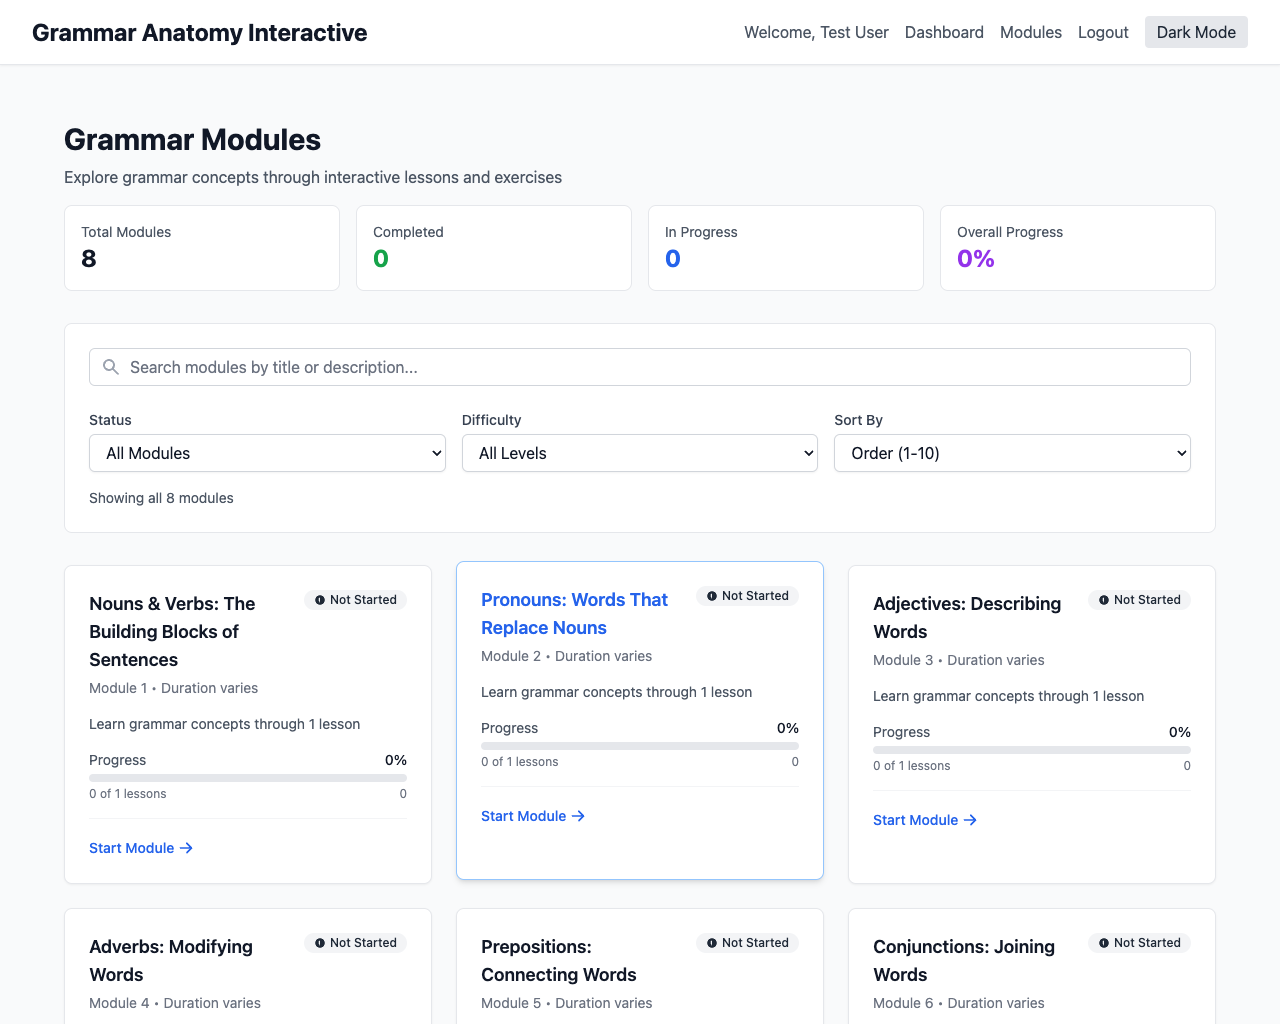 Grammar Anatomy Interactive
Welcome, Test User Dashboard Modules Logout Dark Mode
Grammar Modules
Explore grammar concepts through interactive lessons and exercises
Total Modules
8
Completed
0
In Progress
0
Overall Progress
0%
Search modules by title or description...
Status
All Modules
Difficulty
All Levels
Sort By
Order (1-10)
Showing all 8 modules
Nouns & Verbs: The
Building Blocks of
Sentences
Not Started
Module 1 • Duration varies
Learn grammar concepts through 1 lesson
Progress 0%
0 of 1 lessons 0
Start Module →
Pronouns: Words That
Replace Nouns
Not Started
Module 2 • Duration varies
Learn grammar concepts through 1 lesson
Progress 0%
0 of 1 lessons 0
Start Module →
Adjectives: Describing
Words
Not Started
Module 3 • Duration varies
Learn grammar concepts through 1 lesson
Progress 0%
0 of 1 lessons 0
Start Module →
Adverbs: Modifying
Words
Not Started
Module 4 • Duration varies
Prepositions:
Connecting Words
Not Started
Module 5 • Duration varies
Conjunctions: Joining
Words
Not Started
Module 6 • Duration varies